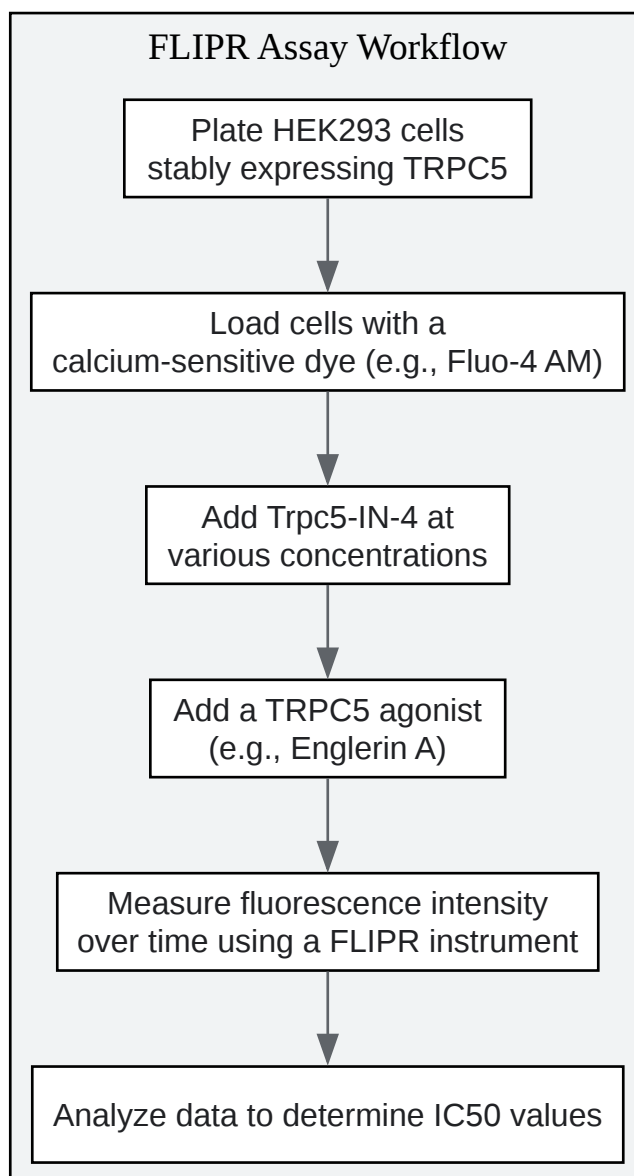 FLIPR Assay Workflow
Plate HEK293 cells
stably expressing TRPC5
Load cells with a
calcium-sensitive dye (e.g., Fluo-4 AM)
Add Trpc5-IN-4 at
various concentrations
Add a TRPC5 agonist
(e.g., Englerin A)
Measure fluorescence intensity
over time using a FLIPR instrument
Analyze data to determine IC50 values